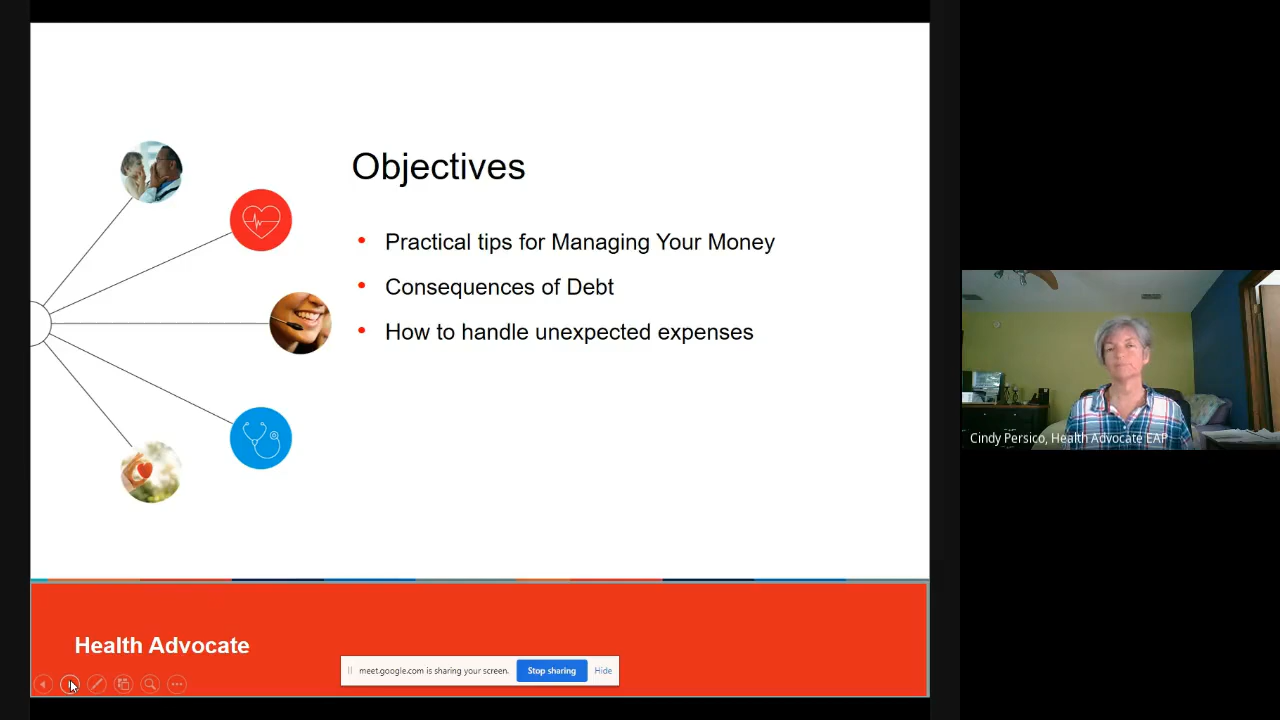 Objectives
• Practical tips for Managing Your Money
• Consequences of Debt
• How to handle unexpected expenses
Cindy Persico, Health Advocate EAP
Health Advocate
meet.google.com is sharing your screen. Stop sharing Hide